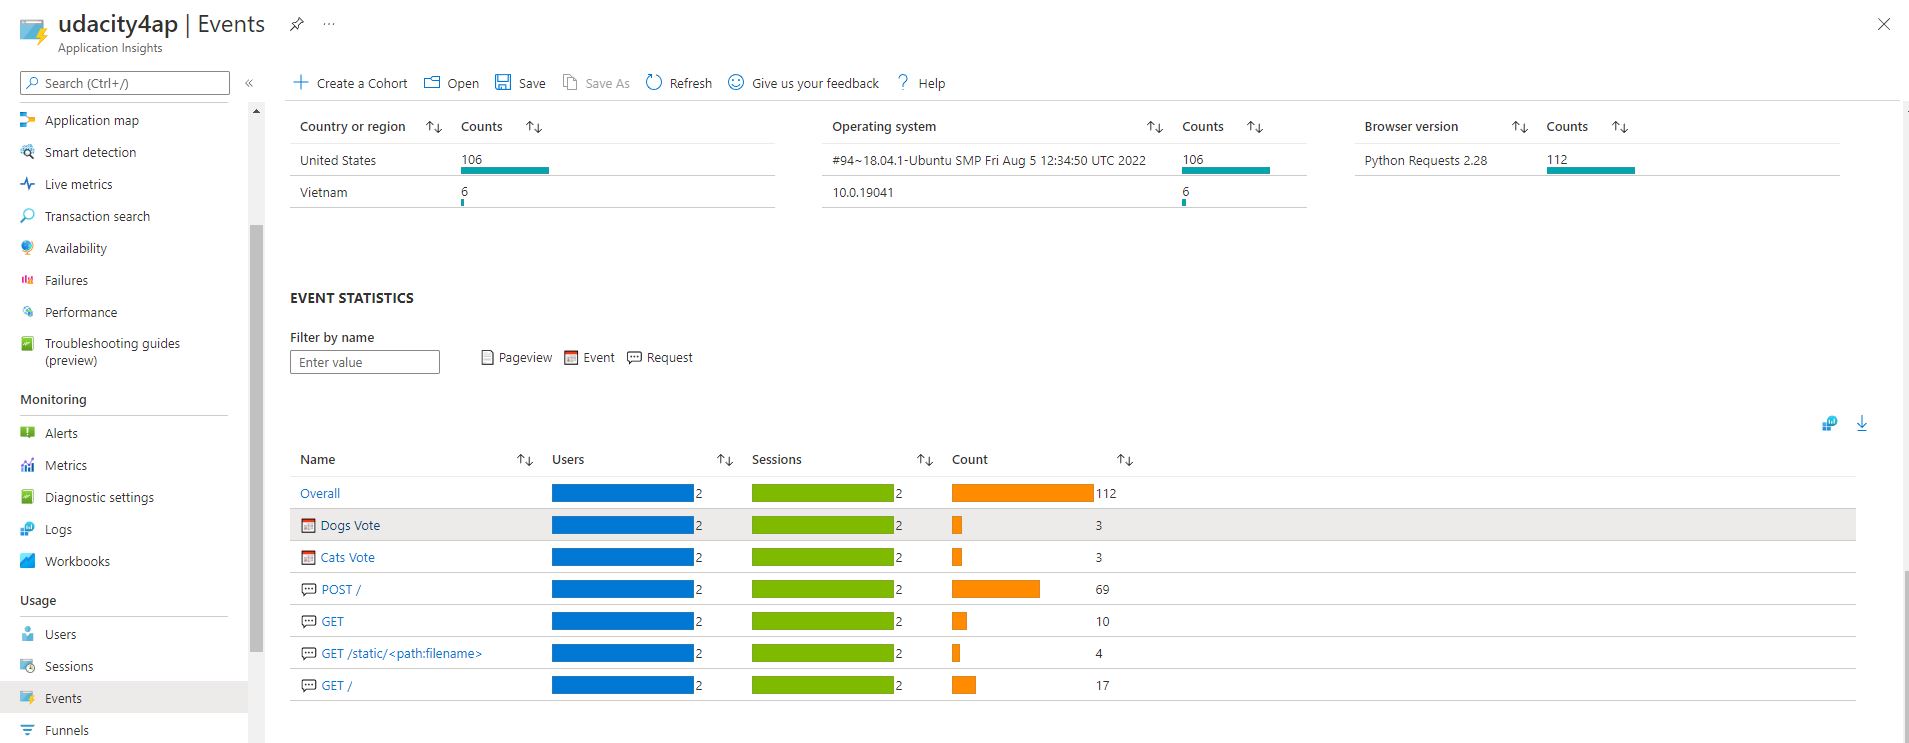 udacity4ap | Events
Application Insights
Search (Ctrl+/)
Create a Cohort Open Save Save As Refresh Give us your feedback Help
Application map
Smart detection
Live metrics
Transaction search
Availability
Failures
Performance
Troubleshooting guides
(preview)
Monitoring
Alerts
Metrics
Diagnostic settings
Logs
Workbooks
Usage
Users
Sessions
Events
Funnels
Country or region Counts
United States 106
Vietnam 6
Operating system Counts
#94~18.04.1-Ubuntu SMP Fri Aug 5 12:34:50 UTC 2022 106
10.0.19041 6
Browser version Counts
Python Requests 2.28 112
EVENT STATISTICS
Filter by name
Enter value
Pageview Event Request
Name Users Sessions Count
Overall 2 2 112
Dogs Vote 2 2 3
Cats Vote 2 2 3
POST / 2 2 69
GET 2 2 10
GET /static/<path:filename> 2 2 4
GET / 2 2 17